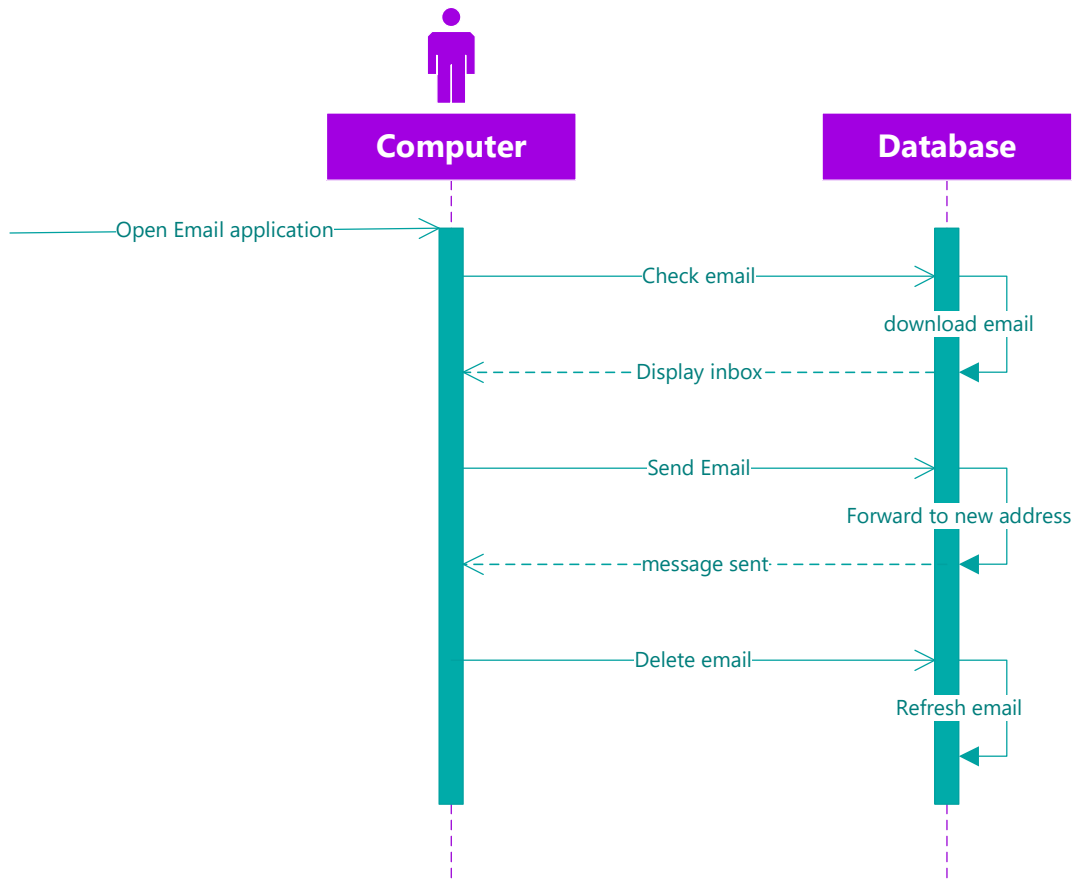 Computer
Database
Open Email application
Check email
download email
Display inbox
Send Email
Forward to new address
message sent
Delete email
Refresh email